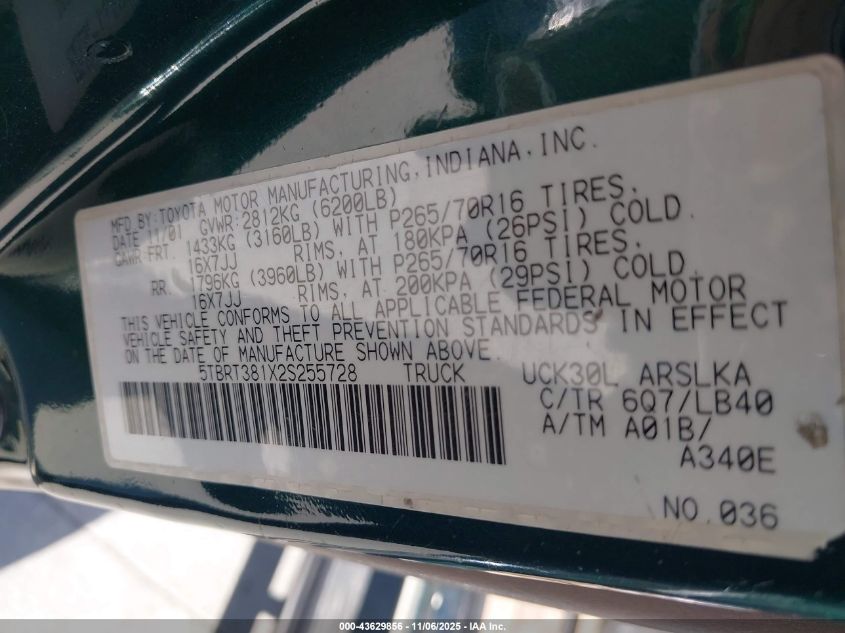 MFD BY:TOYOTA MOTOR MANUFACTURING,INDIANA,INC.
DATE 11/01 GVWR:2812KG (6200LB)
GAWR·FRT. 1433KG (3160LB) WITH P265/70R16 TIRES.
16X7JJ RIMS, AT 180KPA (26PSI) COLD.
RR. 1796KG (3960LB) WITH P265/70R16 TIRES.
16X7JJ RIMS, AT 200KPA (29PSI) COLD.
THIS VEHICLE CONFORMS TO ALL APPLICABLE FEDERAL MOTOR
VEHICLE SAFETY AND THEFT PREVENTION STANDARDS IN EFFECT
ON THE DATE OF MANUFACTURE SHOWN ABOVE.
5TBRT381X2S255728 TRUCK UCK30L ARSLKA
C/TR 6Q7/LB40
A/TM A01B/
A340E
NO.036
000-43629856 - 11/06/2025 - IAA Inc.